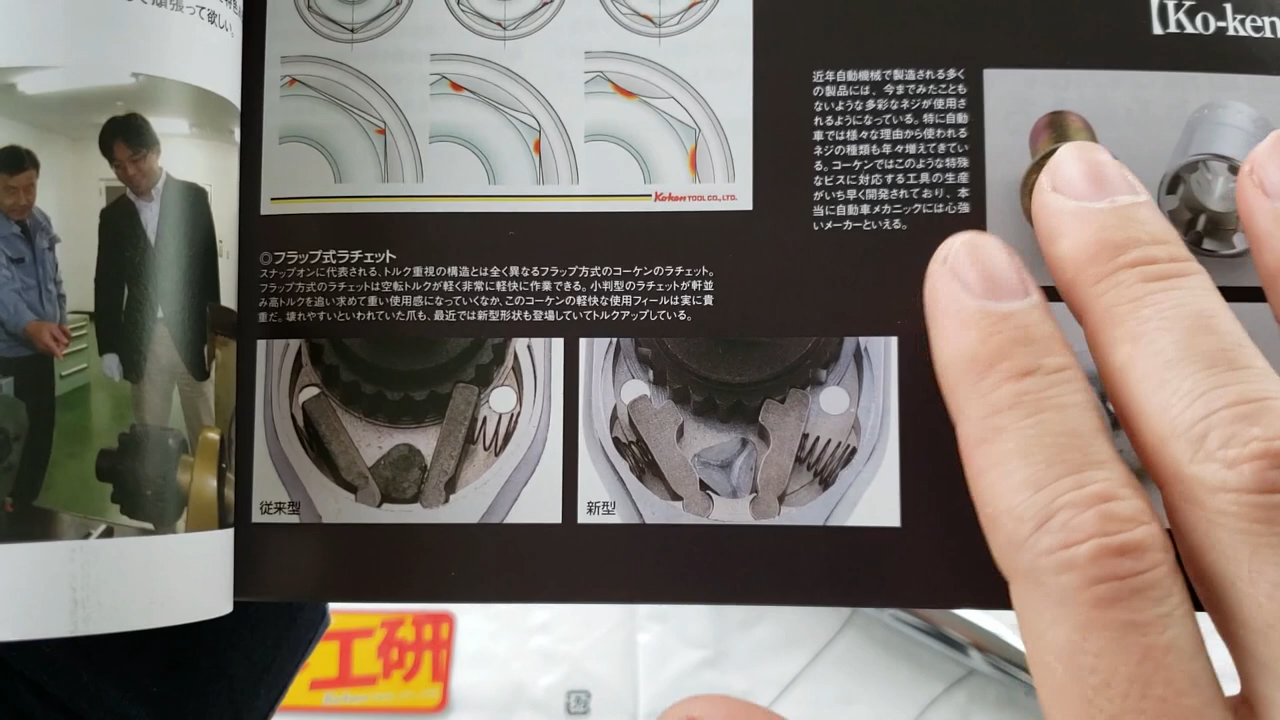 て欲しい。
【Ko-ken
近年自動機械で製造される多く
の製品には、今までみたことも
ないような多彩なネジが使用さ
れるようになっている。特に自動
車では様々な理由から使われる
ネジの種類も年々増えてきてい
る。コーケンではこのような特殊
なビスに対応する工具の生産
がいち早く開発されており、本
当に自動車メカニックには心強
いメーカーといえる。
Ko-ken TOOL CO., LTD.
◎フラップ式ラチェット
スナップオンに代表される、トルク重視の構造とは全く異なるフラップ方式のコーケンのラチェット。
フラップ方式のラチェットは空転トルクが軽く非常に軽快に作業できる。小判型のラチェットが軒並
み高トルクを追い求めて重い使用感になっていくなか、このコーケンの軽快な使用フィールは実に貴
重だ。壊れやすいといわれていた爪も、最近では新型形状も登場していてトルクアップしている。
従来型
新型
工研